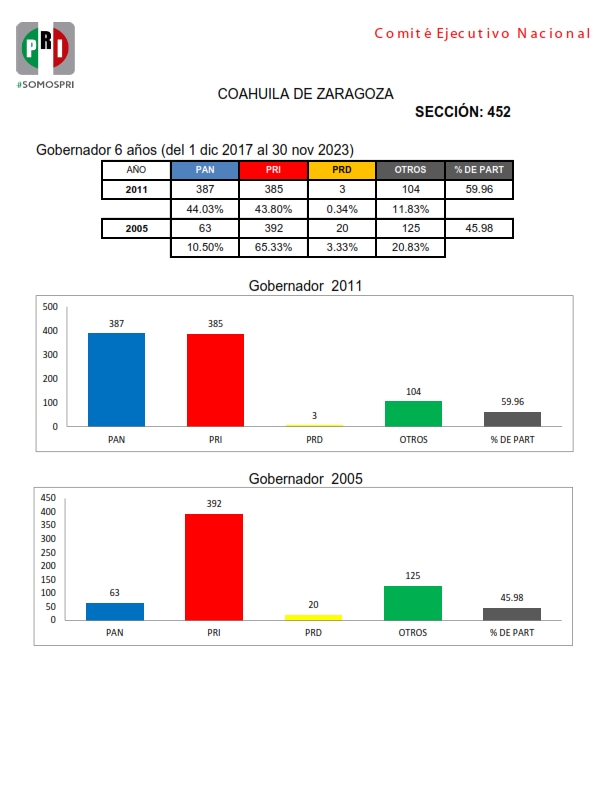 Comité Ejecutivo Nacional
PRI
#SOMOSPRI
COAHUILA DE ZARAGOZA
SECCIÓN: 452
Gobernador 6 años (del 1 dic 2017 al 30 nov 2023)
AÑO PAN PRI PRD OTROS % DE PART
2011 387 385 3 104 59.96
44.03% 43.80% 0.34% 11.83%
2005 63 392 20 125 45.98
10.50% 65.33% 3.33% 20.83%
Gobernador 2011
500
400
300
200
100
0
387 385 3 104 59.96
PAN PRI PRD OTROS % DE PART
Gobernador 2005
450
400
350
300
250
200
150
100
50
0
63 392 20 125 45.98
PAN PRI PRD OTROS % DE PART